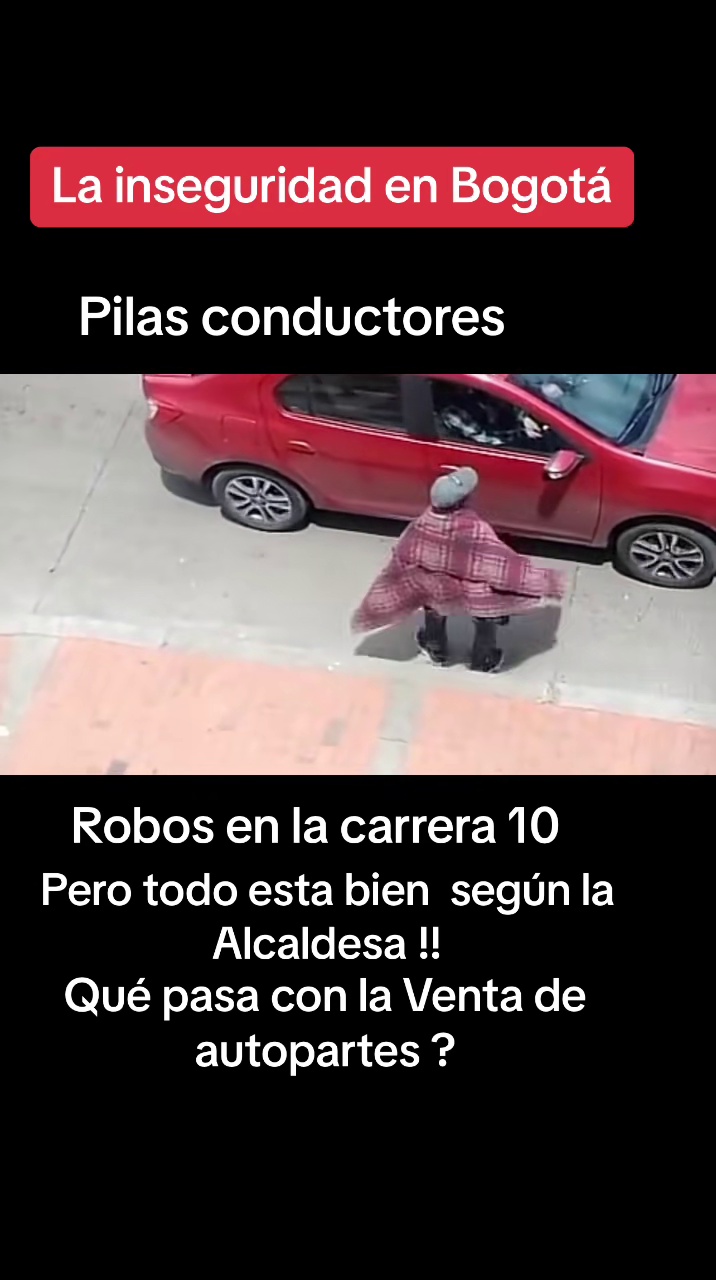 La inseguridad en Bogotá
Pilas conductores
Robos en la carrera 10
Pero todo esta bien  según la
Alcaldesa !!
Qué pasa con la Venta de
autopartes ?